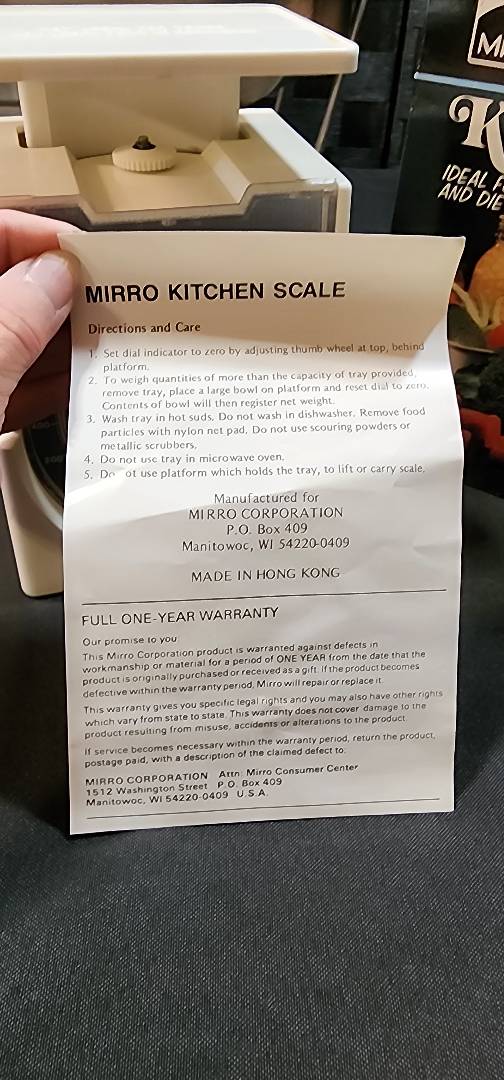 MI
K
IDEAL F
AND DIE
MIRRO KITCHEN SCALE
Directions and Care
1. Set dial indicator to zero by adjusting thumb wheel at top, behind
platform.
2. To weigh quantities of more than the capacity of tray provided,
remove tray, place a large bowl on platform and reset dial to zero.
Contents of bowl will then register net weight.
3. Wash tray in hot suds. Do not wash in dishwasher. Remove food
particles with nylon net pad. Do not use scouring powders or
metallic scrubbers.
4. Do not use tray in microwave oven.
5. Do ot use platform which holds the tray, to lift or carry scale.
Manufactured for
MIRRO CORPORATION
P.O. Box 409
Manitowoc, WI 54220-0409
MADE IN HONG KONG
FULL ONE-YEAR WARRANTY
Our promise to you
This Mirro Corporation product is warranted against defects in
workmanship or material for a period of ONE YEAR from the date that the
product is originally purchased or received as a gift. If the product becomes
defective within the warranty period, Mirro will repair or replace it.
This warranty gives you specific legal rights and you may also have other rights
which vary from state to state. This warranty does not cover damage to the
product resulting from misuse, accidents or alterations to the product.
If service becomes necessary within the warranty period, return the product,
postage paid, with a description of the claimed defect to:
MIRRO CORPORATION Attn: Mirro Consumer Center
1512 Washington Street P.O. Box 409
Manitowoc, WI 54220-0409 U.S.A.